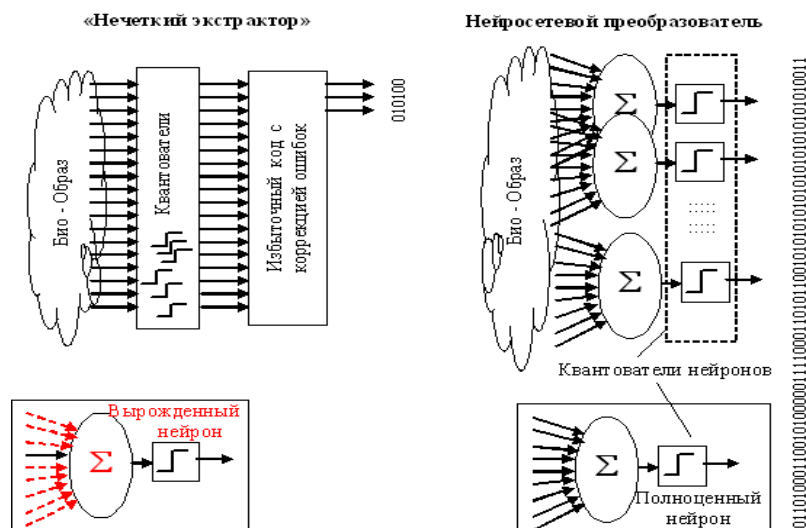 «Нечеткий экстрактор»
Био - Образ
Квантователи
Избыточный код с
коррекцией ошибок
010100
Вырожденный
нейрон
Σ
Нейросетевой преобразователь
Био - Образ
Σ
Σ
Σ
Квантователи нейронов
Σ
Полноценный
нейрон